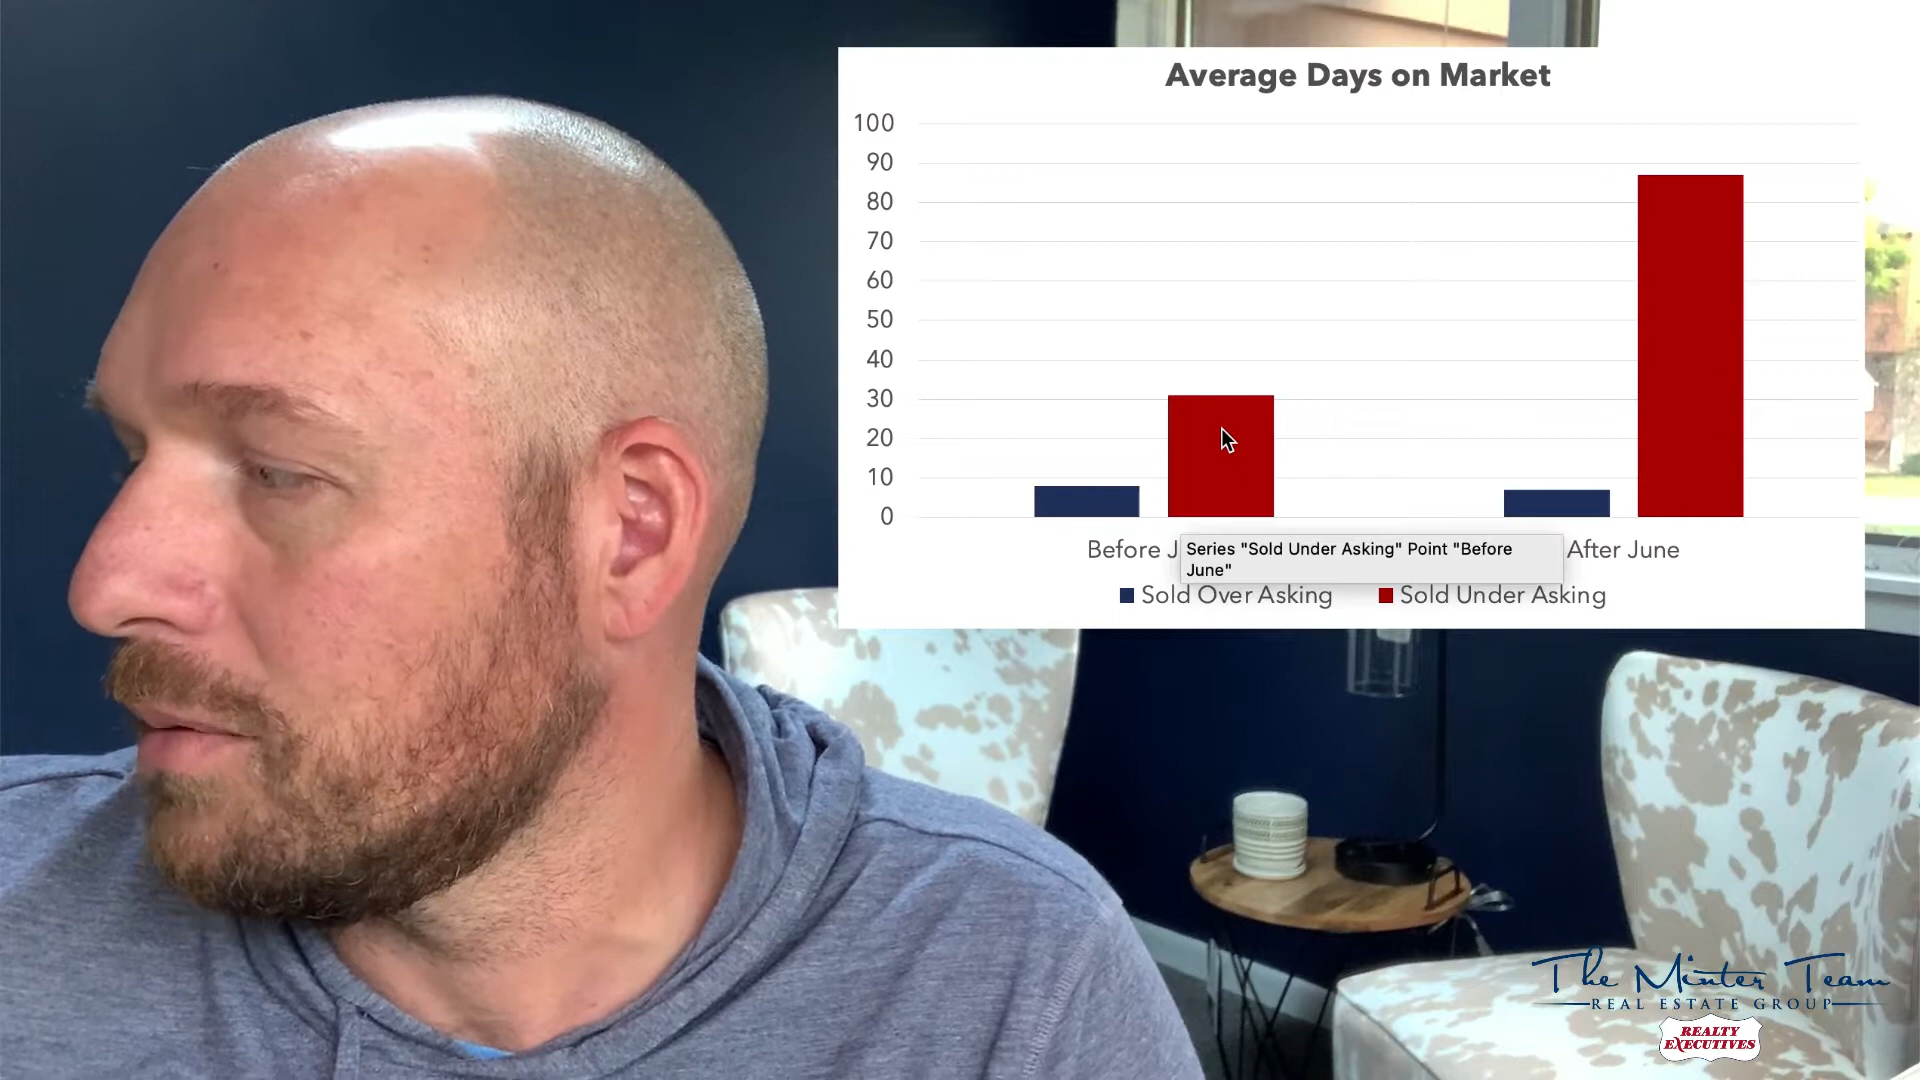 Average Days on Market
100
90
80
70
60
50
40
30
20
10
0
Before J
After June
Series "Sold Under Asking" Point "Before
June"
Sold Over Asking
Sold Under Asking
The Minter Team
REAL ESTATE GROUP
REALTY
EXECUTIVES